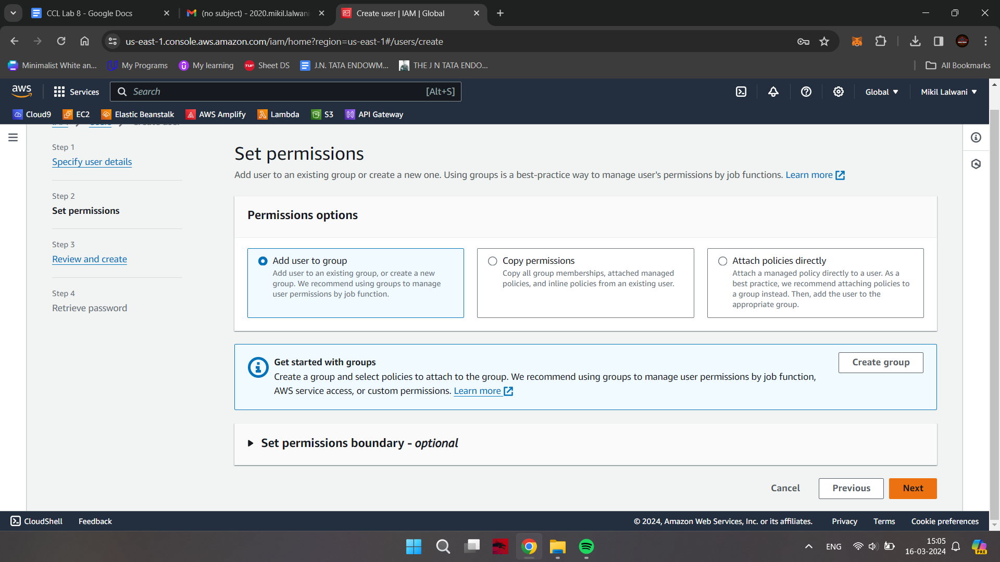 CCL Lab 8 - Google Docs
(no subject) - 2020.mikil.lalwani
Create user | IAM | Global
us-east-1.console.aws.amazon.com/iam/home?region=us-east-1#/users/create
Minimalist White an...
My Programs
My learning
Sheet DS
J.N. TATA ENDOWM...
THE J N TATA ENDO...
All Bookmarks
aws
Services
Search
[Alt+S]
Global
Mikil Lalwani
Cloud9
EC2
Elastic Beanstalk
AWS Amplify
Lambda
S3
API Gateway
IAM
Users
Create user
Step 1
Specify user details
Step 2
Set permissions
Step 3
Review and create
Step 4
Retrieve password
Set permissions
Add user to an existing group or create a new one. Using groups is a best-practice way to manage user's permissions by job functions. Learn more
Permissions options
Add user to group
Add user to an existing group, or create a new
group. We recommend using groups to manage
user permissions by job function.
Copy permissions
Copy all group memberships, attached managed
policies, and inline policies from an existing user.
Attach policies directly
Attach a managed policy directly to a user. As a
best practice, we recommend attaching policies to
a group instead. Then, add the user to the
appropriate group.
Get started with groups
Create a group and select policies to attach to the group. We recommend using groups to manage user permissions by job function,
AWS service access, or custom permissions. Learn more
Create group
Set permissions boundary - optional
Cancel
Previous
Next
CloudShell
Feedback
© 2024, Amazon Web Services, Inc. or its affiliates.
Privacy
Terms
Cookie preferences
ENG
15:05
16-03-2024
PRE